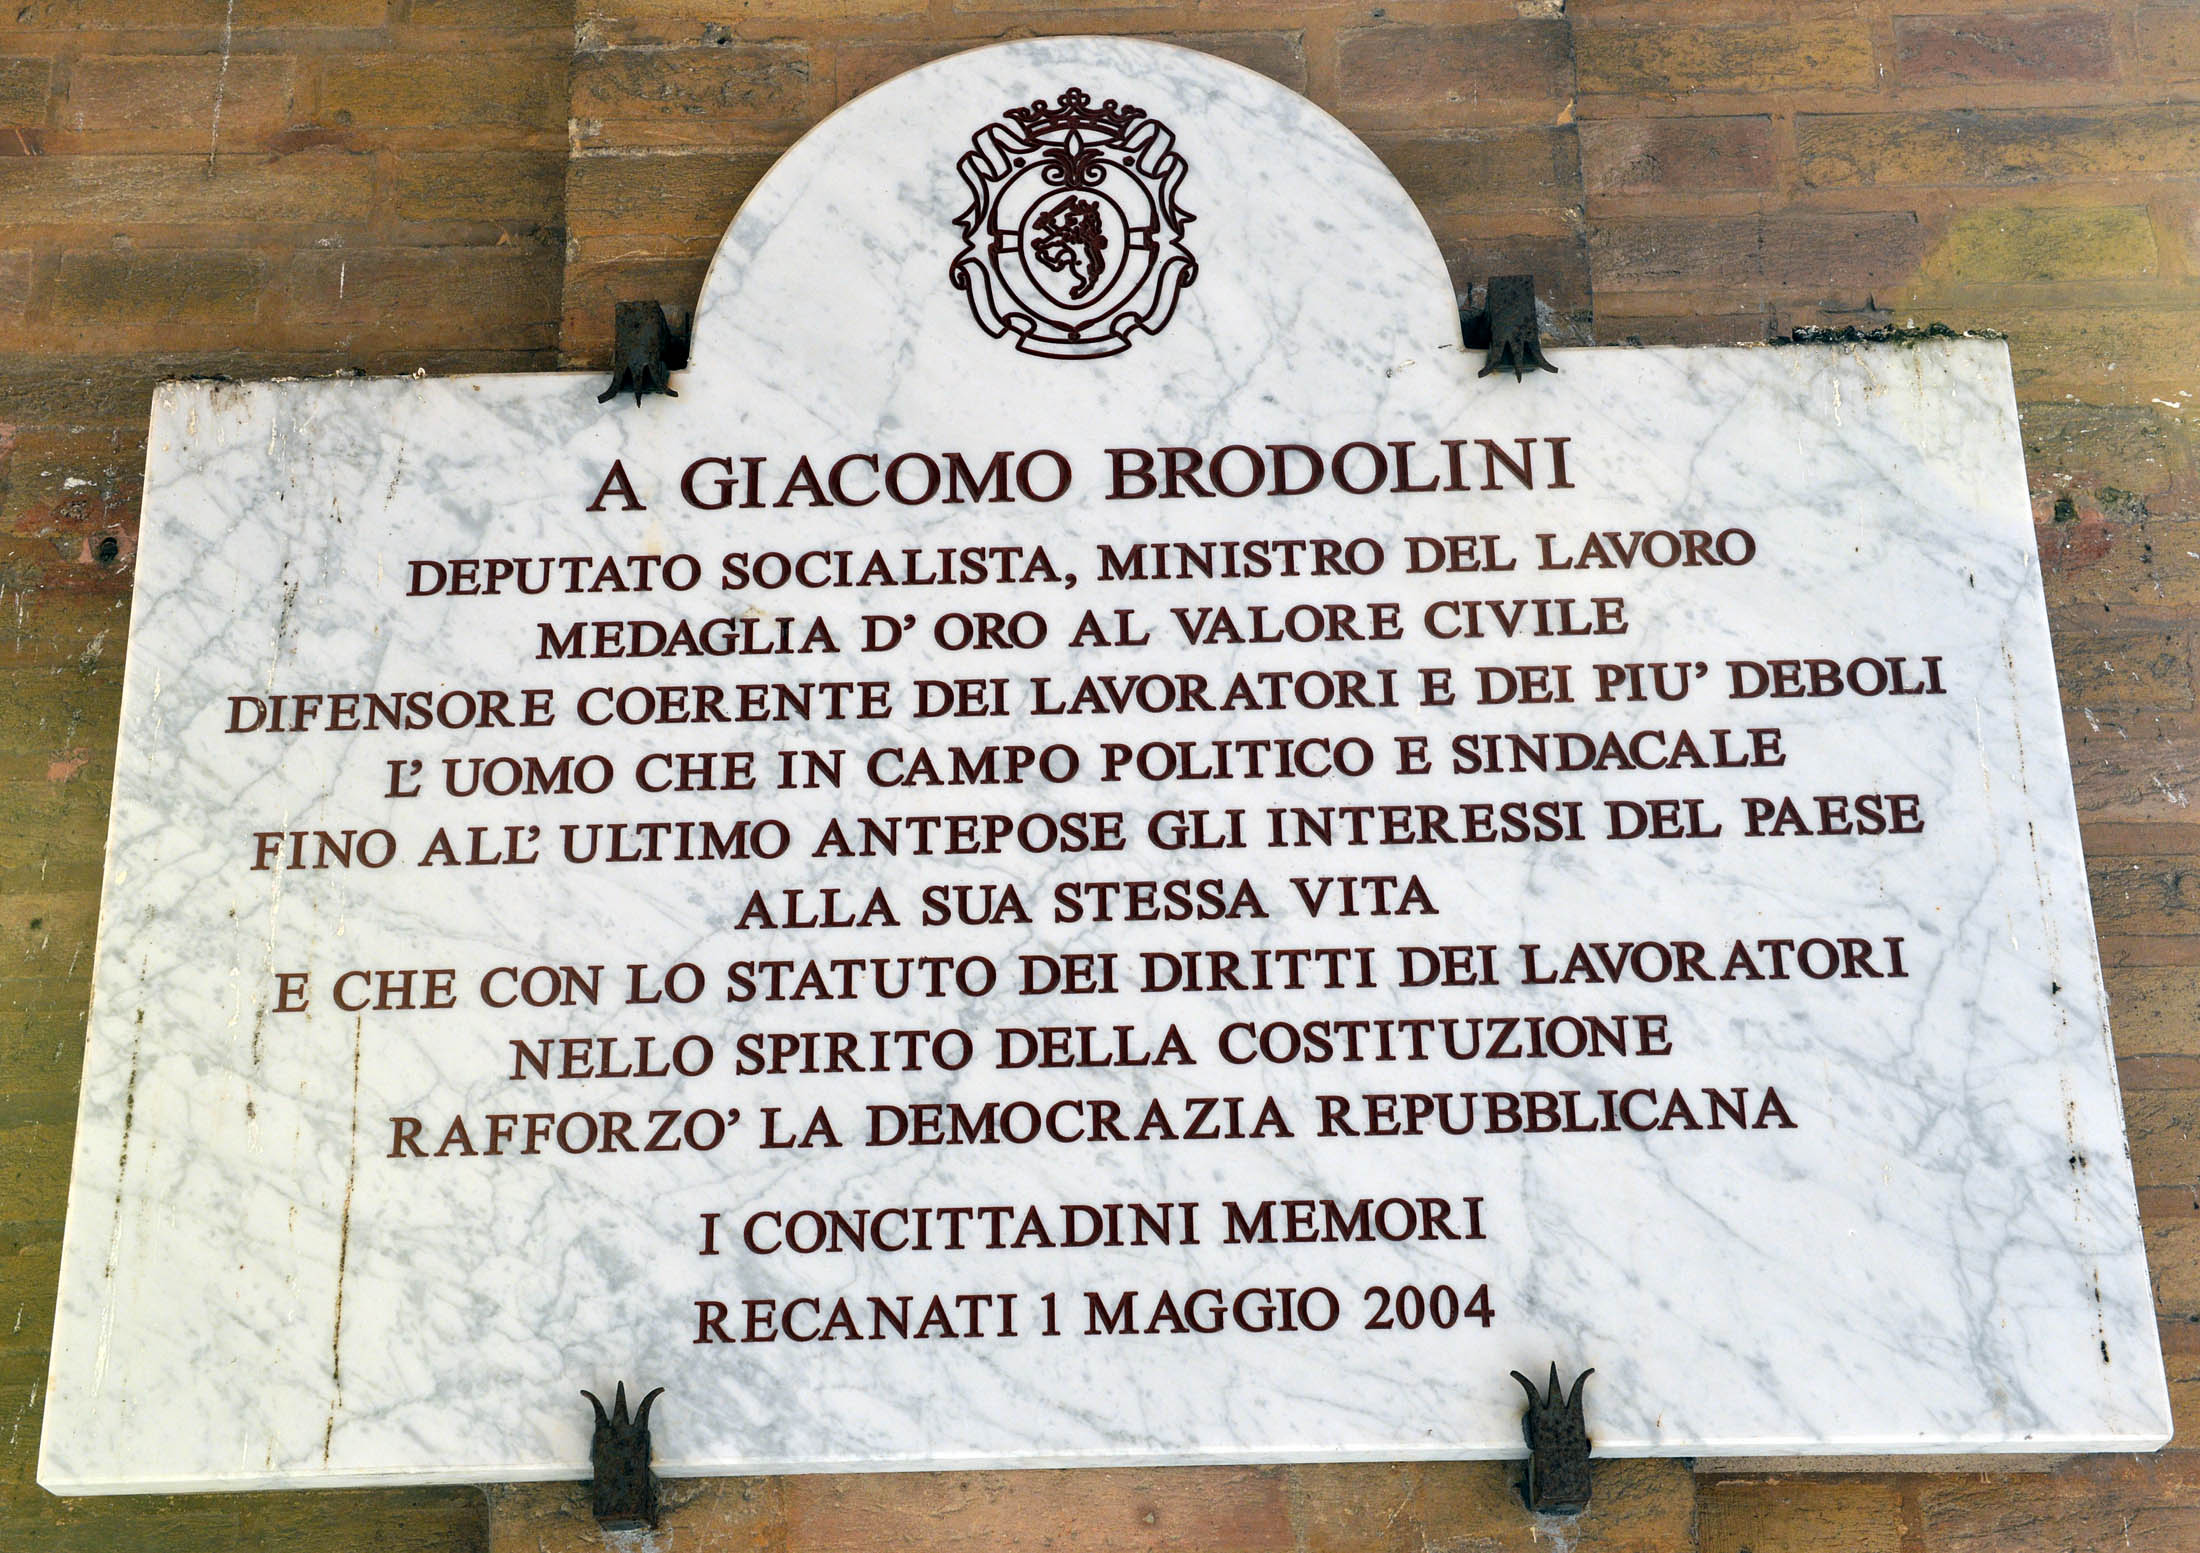 A GIACOMO BRODOLINI
DEPUTATO SOCIALISTA, MINISTRO DEL LAVORO
MEDAGLIA D' ORO AL VALORE CIVILE
DIFENSORE COERENTE DEI LAVORATORI E DEI PIU' DEBOLI
L' UOMO CHE IN CAMPO POLITICO E SINDACALE
FINO ALL' ULTIMO ANTEPOSE GLI INTERESSI DEL PAESE
ALLA SUA STESSA VITA
E CHE CON LO STATUTO DEI DIRITTI DEI LAVORATORI
NELLO SPIRITO DELLA COSTITUZIONE
RAFFORZO' LA DEMOCRAZIA REPUBBLICANA
I CONCITTADINI MEMORI
RECANATI 1 MAGGIO 2004